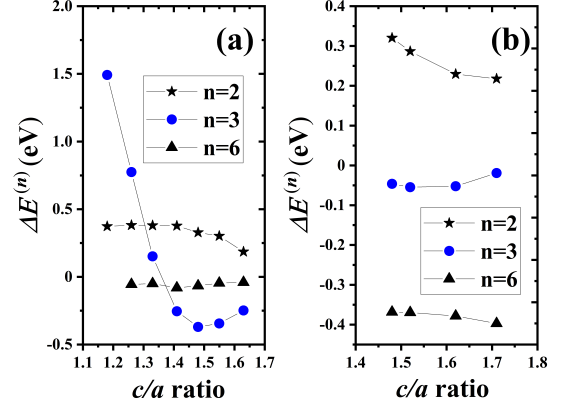 (a)
2.0
1.5
1.0
0.5
0
-0.5
1.1 1.2 1.3 1.4 1.5 1.6 1.7
ΔE⁽ⁿ⁾ (eV)
c/a ratio
n=2
n=3
n=6
(b)
0.4
0.3
0.2
0.1
0
-0.1
-0.2
-0.3
-0.4
1.4 1.5 1.6 1.7 1.8
ΔE⁽ⁿ⁾ (eV)
c/a ratio
n=2
n=3
n=6